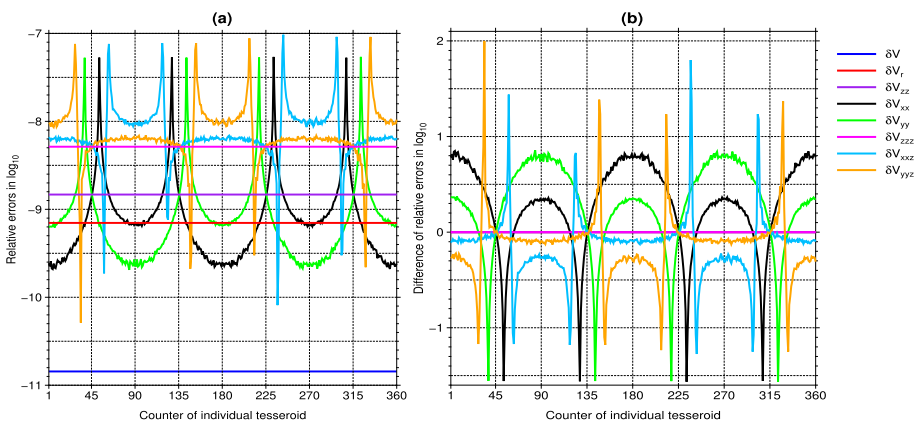 (a)
(b)
Relative errors in log₁₀
−7
−8
−9
−10
−11
1 45 90 135 180 225 270 315 360
Counter of individual tesseroid
Difference of relative errors in log₁₀
2
1
0
−1
1 45 90 135 180 225 270 315 360
Counter of individual tesseroid
δV
δVr
δVzz
δVxx
δVyy
δVzzz
δVxxz
δVyyz